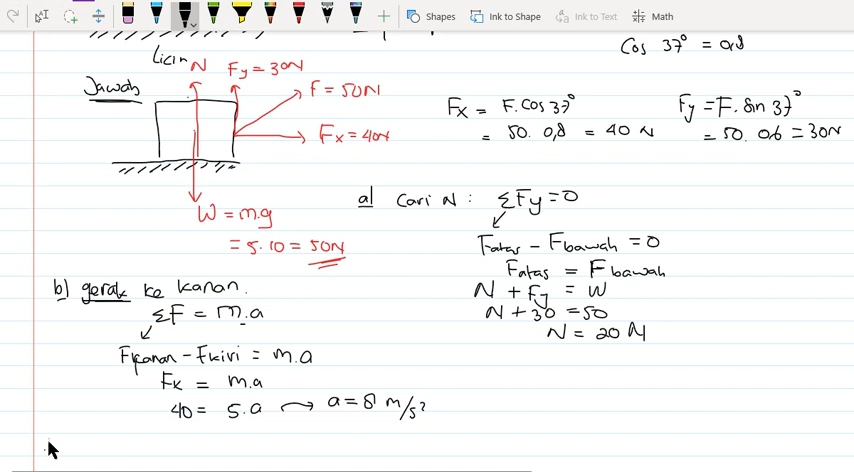 Shapes
Ink to Shape
Ink to Text
Math
Cos 37° = 0,8
Licin
Jawab
N
Fy = 30N
F = 50N
Fx = 40N
W = m.g
= 5.10 = 50N
Fx = F. Cos 37°
= 50. 0,8 = 40 N
Fy = F. Sin 37°
= 50. 0,6 = 30N
a) Cari N : ΣFy = 0
Fatas - Fbawah = 0
Fatas = Fbawah
N + Fy = W
N + 30 = 50
N = 20 N
b) gerak ke kanan.
ΣF = m.a
Fkanan - Fkiri = m.a
Fx = m.a
40 = 5.a → a = 8 m/s²